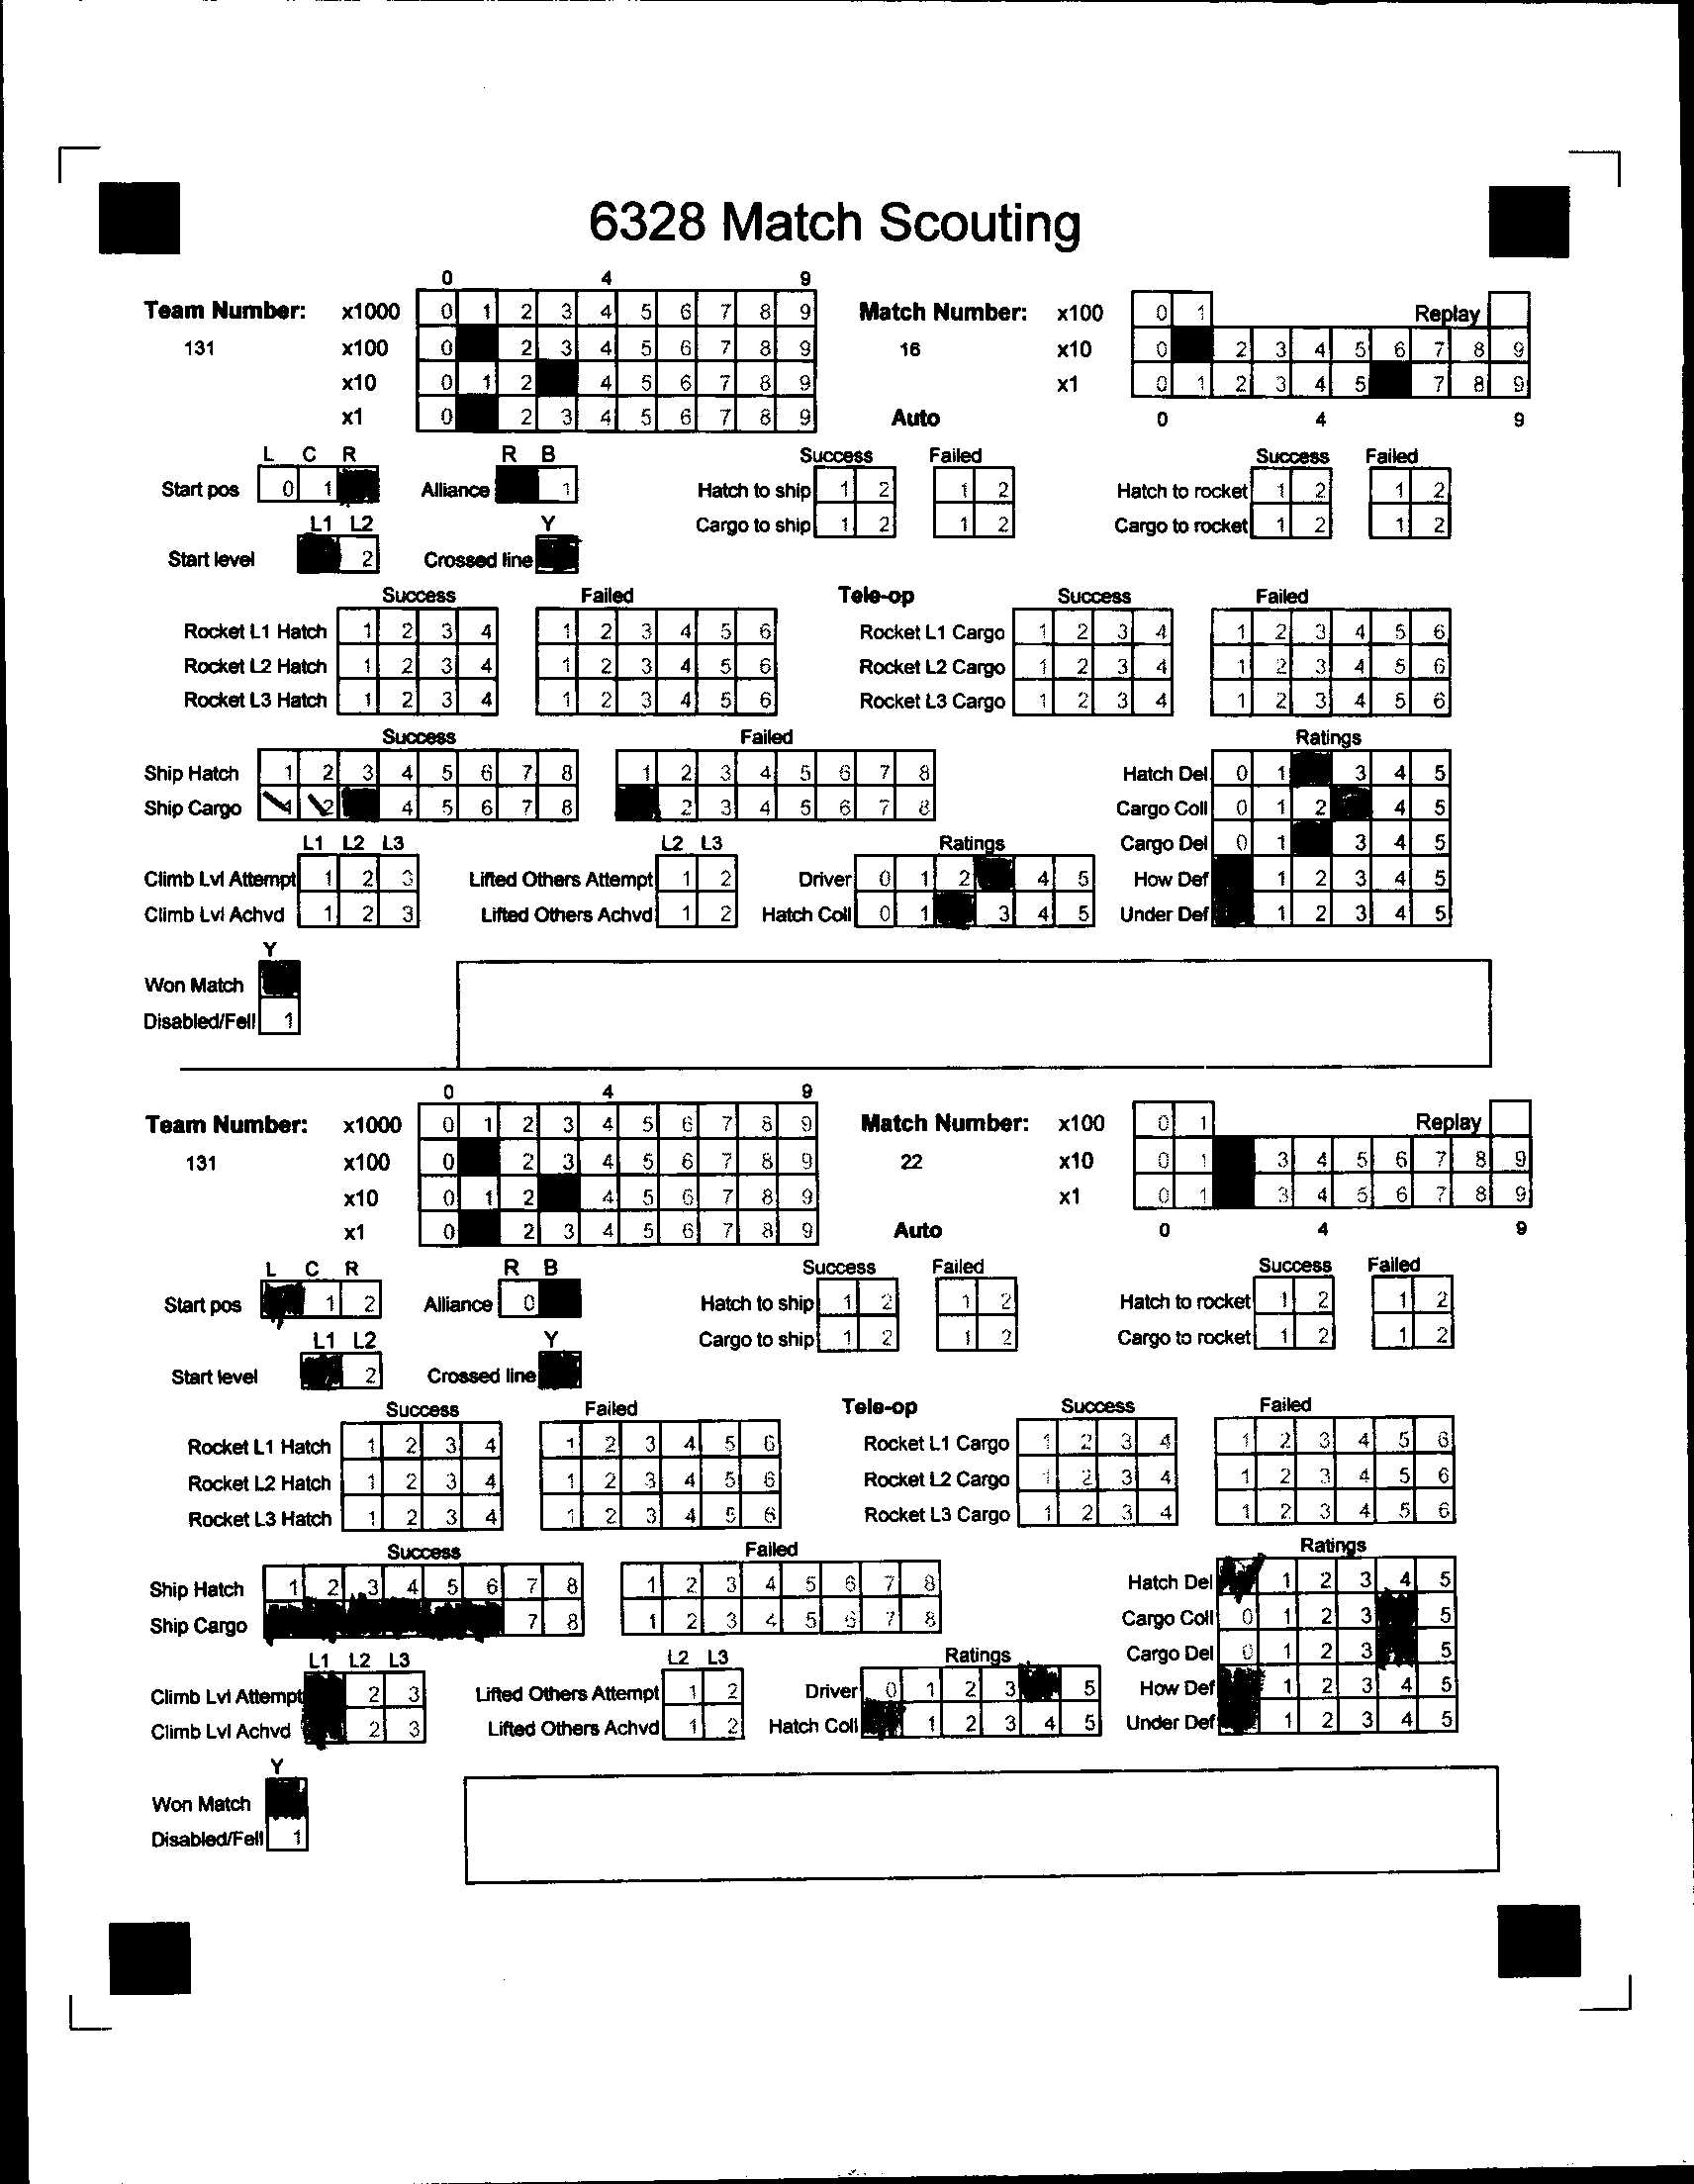 6328 Match Scouting
0 4 9
Team Number: x1000 0 1 2 3 4 5 6 7 8 9 Match Number: x100 0 1 Replay
131 x100 0 2 3 4 5 6 7 8 9 16 x10 0 2 3 4 5 6 7 8 9
x10 0 1 2 4 5 6 7 8 9 x1 0 1 2 3 4 5 7 8 9
x1 0 2 3 4 5 6 7 8 9 Auto 0 4 9
L C R R B Success Failed Success Failed
Start pos 0 1 Alliance 1 Hatch to ship 1 2 1 2 Hatch to rocket 1 2 1 2
L1 L2 Y Cargo to ship 1 2 1 2 Cargo to rocket 1 2 1 2
Start level 2 Crossed line
Success Failed Tele-op Success Failed
Rocket L1 Hatch 1 2 3 4 1 2 3 4 5 6 Rocket L1 Cargo 1 2 3 4 1 2 3 4 5 6
Rocket L2 Hatch 1 2 3 4 1 2 3 4 5 6 Rocket L2 Cargo 1 2 3 4 1 2 3 4 5 6
Rocket L3 Hatch 1 2 3 4 1 2 3 4 5 6 Rocket L3 Cargo 1 2 3 4 1 2 3 4 5 6
Success Failed Ratings
Ship Hatch 1 2 3 4 5 6 7 8 1 2 3 4 5 6 7 8 Hatch Del 0 1 3 4 5
Ship Cargo 2 4 5 6 7 8 2 3 4 5 6 7 8 Cargo Coll 0 1 2 4 5
L1 L2 L3 L2 L3 Ratings Cargo Del 0 1 3 4 5
Climb Lvl Attempt 1 2 3 Lifted Others Attempt 1 2 Driver 0 1 2 4 5 How Def 1 2 3 4 5
Climb Lvl Achvd 1 2 3 Lifted Others Achvd 1 2 Hatch Coll 0 1 3 4 5 Under Def 1 2 3 4 5
Y
Won Match
Disabled/Fell 1
0 4 9
Team Number: x1000 0 1 2 3 4 5 6 7 8 9 Match Number: x100 0 1 Replay
131 x100 0 2 3 4 5 6 7 8 9 22 x10 0 1 3 4 5 6 7 8 9
x10 0 1 2 4 5 6 7 8 9 x1 0 1 3 4 5 6 7 8 9
x1 0 2 3 4 5 6 7 8 9 Auto 0 4 9
L C R R B Success Failed Success Failed
Start pos 1 2 Alliance 0 Hatch to ship 1 2 1 2 Hatch to rocket 1 2 1 2
L1 L2 Y Cargo to ship 1 2 1 2 Cargo to rocket 1 2 1 2
Start level 2 Crossed line
Success Failed Tele-op Success Failed
Rocket L1 Hatch 1 2 3 4 1 2 3 4 5 6 Rocket L1 Cargo 1 2 3 4 1 2 3 4 5 6
Rocket L2 Hatch 1 2 3 4 1 2 3 4 5 6 Rocket L2 Cargo 1 2 3 4 1 2 3 4 5 6
Rocket L3 Hatch 1 2 3 4 1 2 3 4 5 6 Rocket L3 Cargo 1 2 3 4 1 2 3 4 5 6
Success Failed Ratings
Ship Hatch 1 2 3 4 5 6 7 8 1 2 3 4 5 6 7 8 Hatch Del 1 2 3 4 5
Ship Cargo 7 8 1 2 3 4 5 6 7 8 Cargo Coll 0 1 2 3 5
L1 L2 L3 L2 L3 Ratings Cargo Del 0 1 2 3 5
Climb Lvl Attempt 2 3 Lifted Others Attempt 1 2 Driver 0 1 2 3 5 How Def 1 2 3 4 5
Climb Lvl Achvd 2 3 Lifted Others Achvd 1 2 Hatch Coll 1 2 3 4 5 Under Def 1 2 3 4 5
Y
Won Match
Disabled/Fell 1